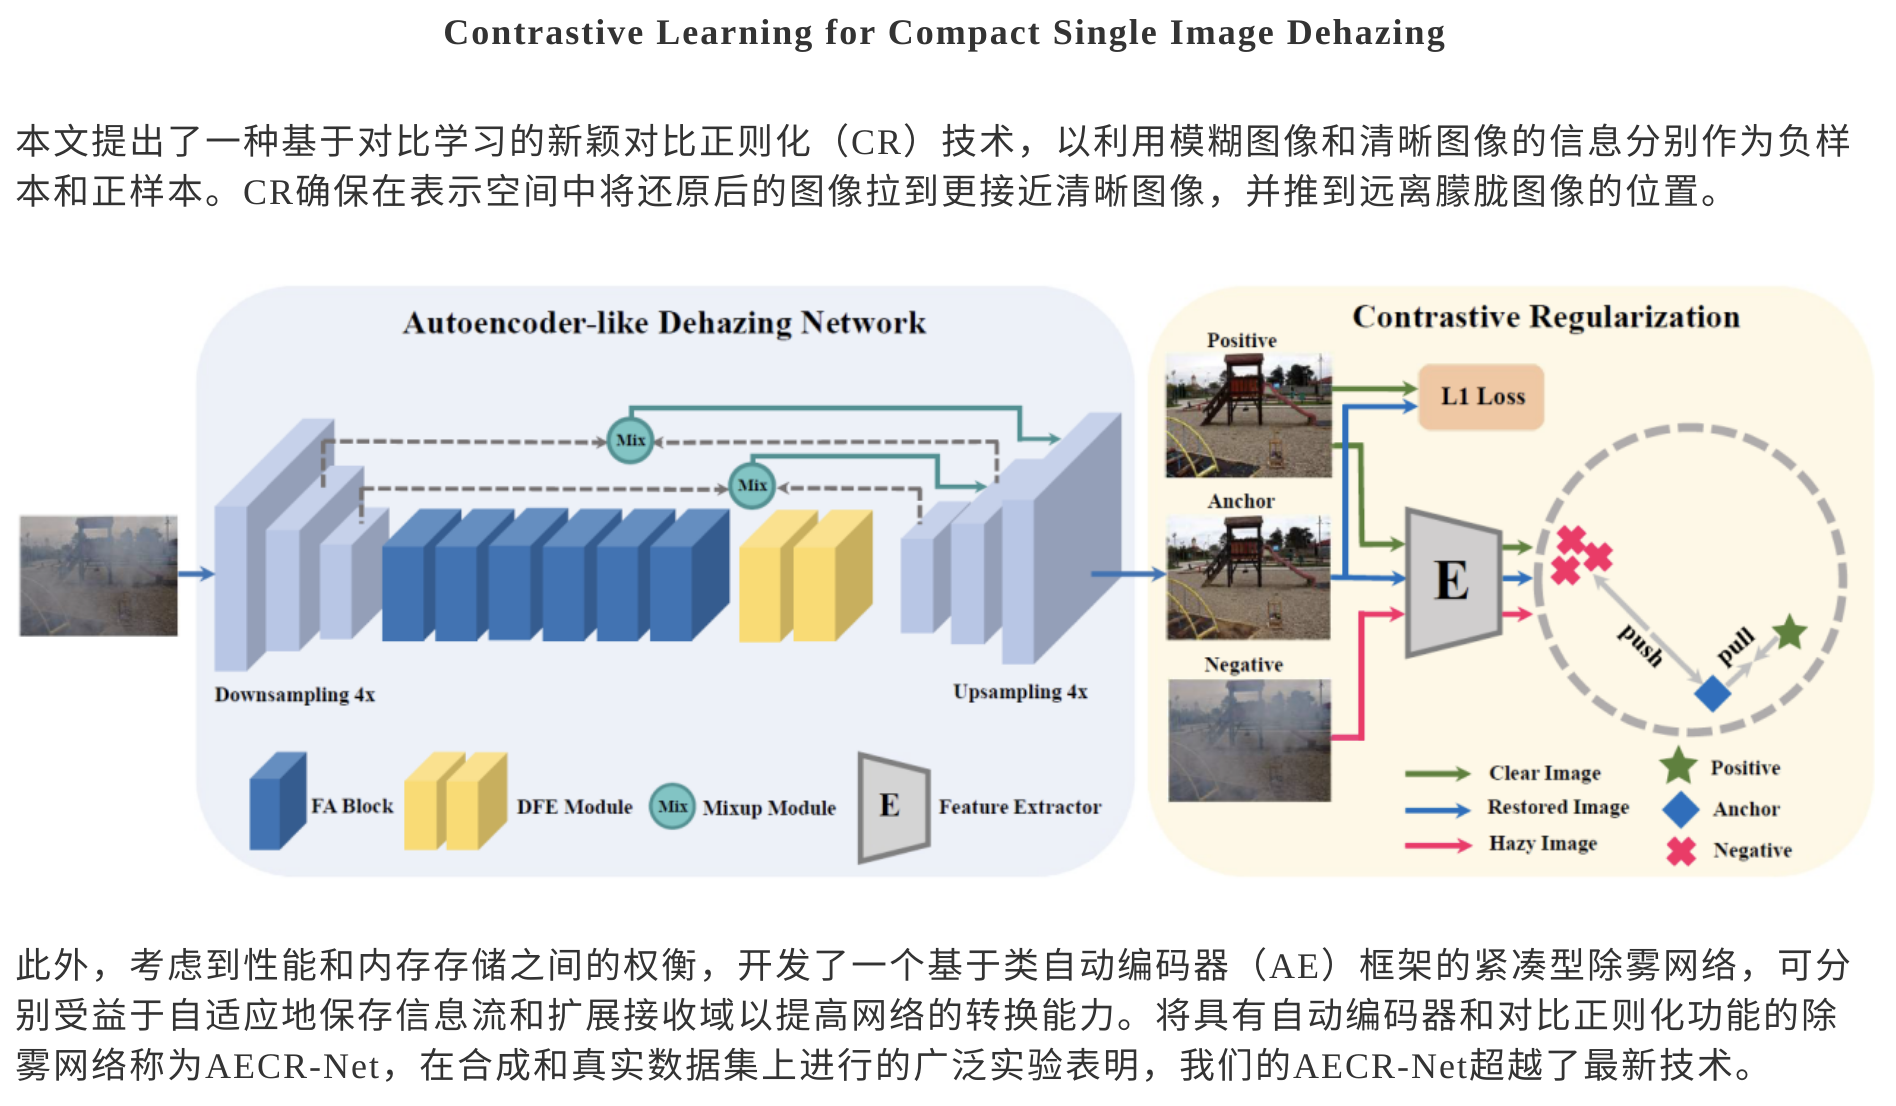 Contrastive Learning for Compact Single Image Dehazing
本文提出了一种基于对比学习的新颖对比正则化（CR）技术，以利用模糊图像和清晰图像的信息分别作为负样
本和正样本。CR确保在表示空间中将还原后的图像拉到更接近清晰图像，并推到远离朦胧图像的位置。
Autoencoder-like Dehazing Network
Mix
Mix
Downsampling 4x
Upsampling 4x
FA Block
DFE Module
Mix
Mixup Module
E
Feature Extractor
Contrastive Regularization
Positive
L1 Loss
Anchor
E
Negative
push
pull
Clear Image
Restored Image
Hazy Image
Positive
Anchor
Negative
此外，考虑到性能和内存存储之间的权衡，开发了一个基于类自动编码器（AE）框架的紧凑型除雾网络，可分
别受益于自适应地保存信息流和扩展接收域以提高网络的转换能力。将具有自动编码器和对比正则化功能的除
雾网络称为AECR-Net，在合成和真实数据集上进行的广泛实验表明，我们的AECR-Net超越了最新技术。